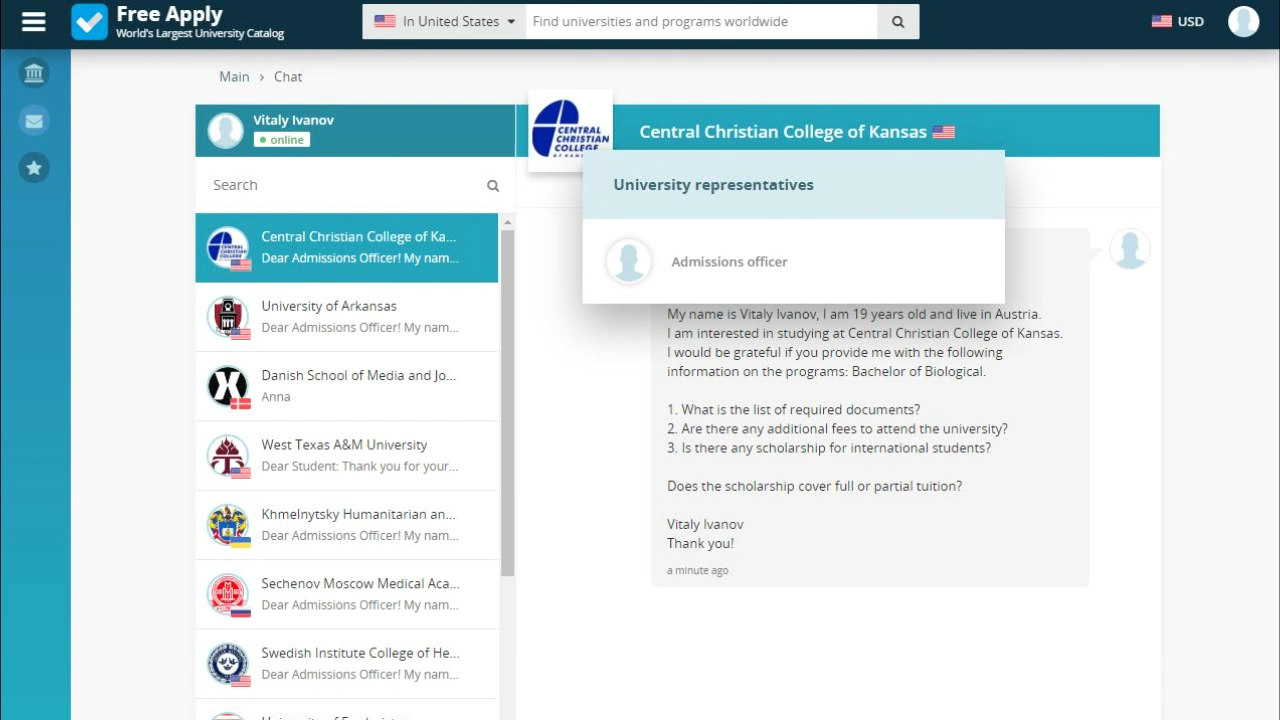 Free Apply
World's Largest University Catalog
In United States
Find universities and programs worldwide
USD
Main > Chat
Vitaly Ivanov
online
Search
Central Christian College of Ka...
Dear Admissions Officer! My nam...
University of Arkansas
Dear Admissions Officer! My nam...
Danish School of Media and Jo...
Anna
West Texas A&M University
Dear Student: Thank you for your...
Khmelnytsky Humanitarian an...
Dear Admissions Officer! My nam...
Sechenov Moscow Medical Aca...
Dear Admissions Officer! My nam...
Swedish Institute College of He...
Dear Admissions Officer! My nam...
CENTRAL
CHRISTIAN
COLLEGE
Central Christian College of Kansas
University representatives
Admissions officer
My name is Vitaly Ivanov, I am 19 years old and live in Austria.
I am interested in studying at Central Christian College of Kansas.
I would be grateful if you provide me with the following
information on the programs: Bachelor of Biological.
1. What is the list of required documents?
2. Are there any additional fees to attend the university?
3. Is there any scholarship for international students?
Does the scholarship cover full or partial tuition?
Vitaly Ivanov
Thank you!
a minute ago